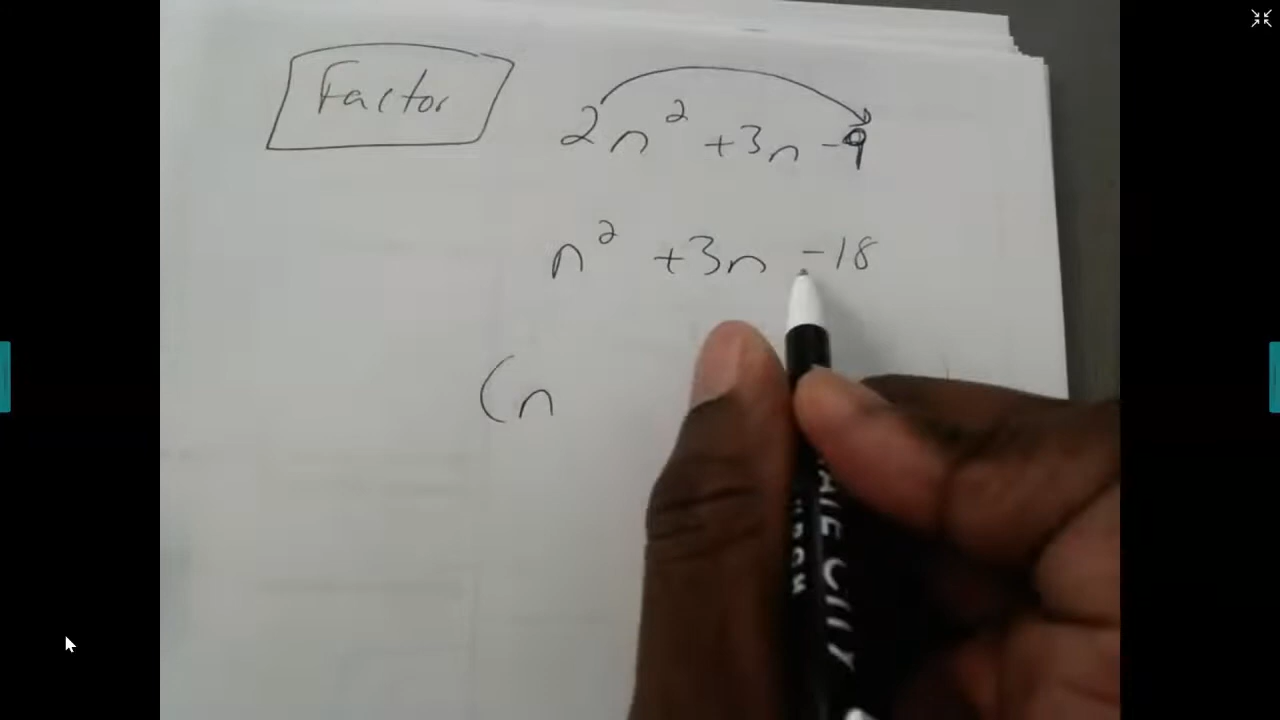 Factor
2n² +3n -9
n² +3n -18
(n